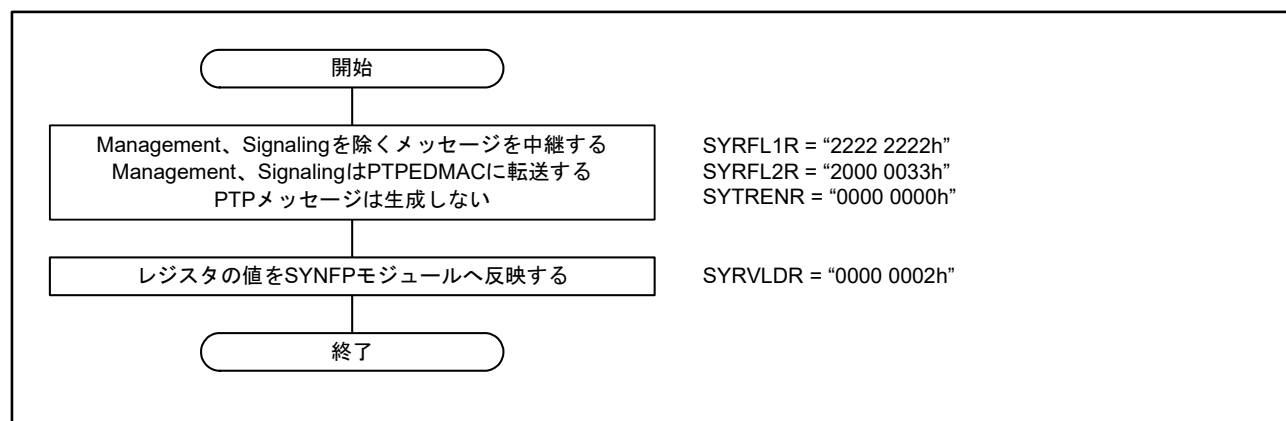 開始
Management、Signalingを除くメッセージを中継する
Management、SignalingはPTPEDMACに転送する
PTPメッセージは生成しない
SYRFL1R = “2222 2222h”
SYRFL2R = “2000 0033h”
SYTRENR = “0000 0000h”
レジスタの値をSYNFPモジュールへ反映する
SYRVLDR = “0000 0002h”
終了